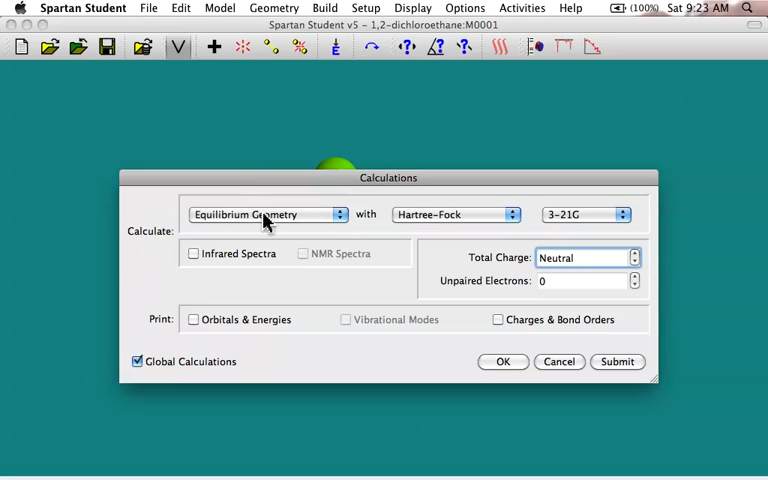 Spartan Student File Edit Model Geometry Build Setup Display Options Activities Help (100%) Sat 9:23 AM
Spartan Student v5 - 1,2-dichloroethane:M0001
Calculations
Calculate: Equilibrium Geometry with Hartree-Fock 3-21G
Infrared Spectra NMR Spectra Total Charge: Neutral
Unpaired Electrons: 0
Print: Orbitals & Energies Vibrational Modes Charges & Bond Orders
Global Calculations OK Cancel Submit